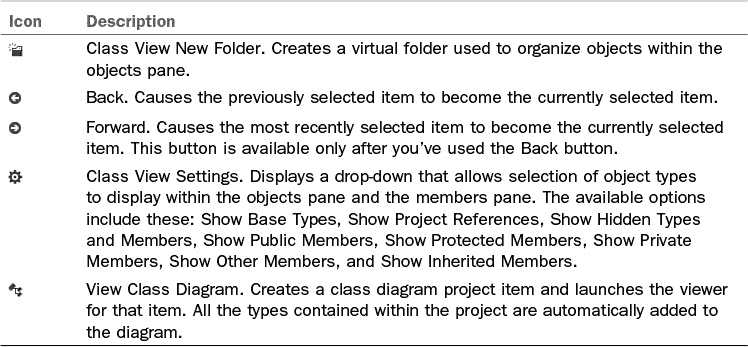 Icon Description
Class View New Folder. Creates a virtual folder used to organize objects within the
objects pane.
Back. Causes the previously selected item to become the currently selected item.
Forward. Causes the most recently selected item to become the currently selected
item. This button is available only after you’ve used the Back button.
Class View Settings. Displays a drop-down that allows selection of object types
to display within the objects pane and the members pane. The available options
include these: Show Base Types, Show Project References, Show Hidden Types
and Members, Show Public Members, Show Protected Members, Show Private
Members, Show Other Members, and Show Inherited Members.
View Class Diagram. Creates a class diagram project item and launches the viewer
for that item. All the types contained within the project are automatically added to
the diagram.